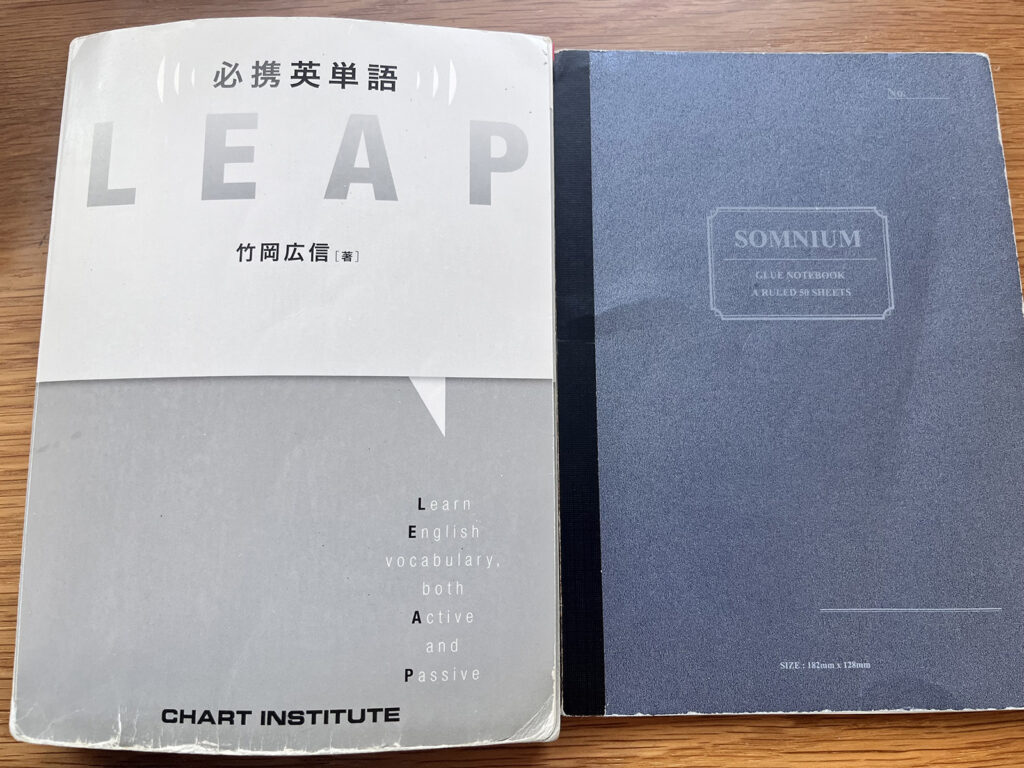 必携英単語
LEAP
竹岡広信[著]
Learn
English
vocabulary,
both
Active
and
Passive
CHART INSTITUTE
No.
SOMNIUM
GLUE NOTEBOOK
A RULED 50 SHEETS
SIZE : 182mm x 128mm